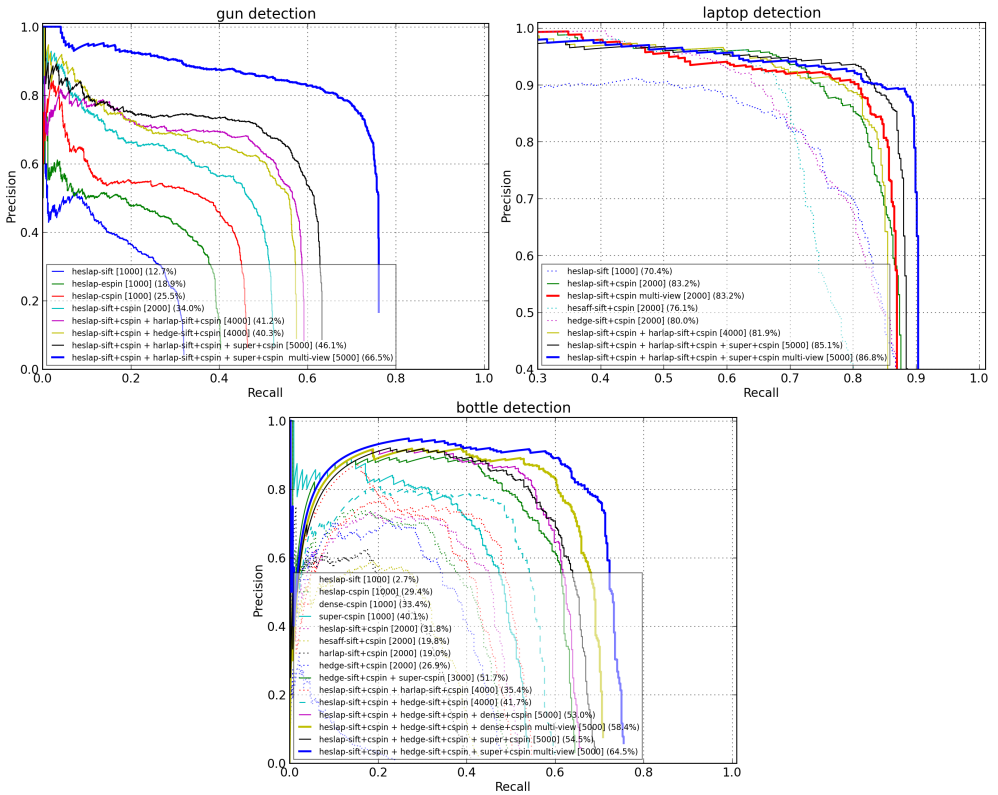 gun detection
1.0
0.8
0.6
0.4
0.2
0.0
Precision
heslap-sift [1000] (12.7%)
heslap-espin [1000] (18.9%)
heslap-cspin [1000] (25.5%)
heslap-sift+cspin [2000] (34.0%)
heslap-sift+cspin + harlap-sift+cspin [4000] (41.2%)
heslap-sift+cspin + hedge-sift+cspin [4000] (40.3%)
heslap-sift+cspin + harlap-sift+cspin + super+cspin [5000] (46.1%)
heslap-sift+cspin + harlap-sift+cspin + super+cspin multi-view [5000] (66.5%)
0.0 0.2 0.4 0.6 0.8 1.0
Recall
laptop detection
1.0
0.9
0.8
0.7
0.6
0.5
0.4
Precision
heslap-sift [1000] (70.4%)
heslap-sift+cspin [2000] (83.2%)
heslap-sift+cspin multi-view [2000] (83.2%)
hesaff-sift+cspin [2000] (76.1%)
hedge-sift+cspin [2000] (80.0%)
heslap-sift+cspin + harlap-sift+cspin [4000] (81.9%)
heslap-sift+cspin + harlap-sift+cspin + super+cspin [5000] (85.1%)
heslap-sift+cspin + harlap-sift+cspin + super+cspin multi-view [5000] (86.8%)
0.3 0.4 0.5 0.6 0.7 0.8 0.9 1.0
Recall
bottle detection
1.0
0.8
0.6
0.4
0.2
0.0
Precision
heslap-sift [1000] (2.7%)
heslap-cspin [1000] (29.4%)
dense-cspin [1000] (33.4%)
super-cspin [1000] (40.1%)
heslap-sift+cspin [2000] (31.8%)
hesaff-sift+cspin [2000] (19.8%)
harlap-sift+cspin [2000] (19.0%)
hedge-sift+cspin [2000] (26.9%)
hedge-sift+cspin + super-cspin [3000] (51.7%)
heslap-sift+cspin + harlap-sift+cspin [4000] (35.4%)
heslap-sift+cspin + hedge-sift+cspin [4000] (41.7%)
heslap-sift+cspin + hedge-sift+cspin + dense+cspin [5000] (53.0%)
heslap-sift+cspin + hedge-sift+cspin + dense+cspin multi-view [5000] (58.4%)
heslap-sift+cspin + hedge-sift+cspin + super+cspin [5000] (54.5%)
heslap-sift+cspin + hedge-sift+cspin + super+cspin multi-view [5000] (64.5%)
0.0 0.2 0.4 0.6 0.8 1.0
Recall